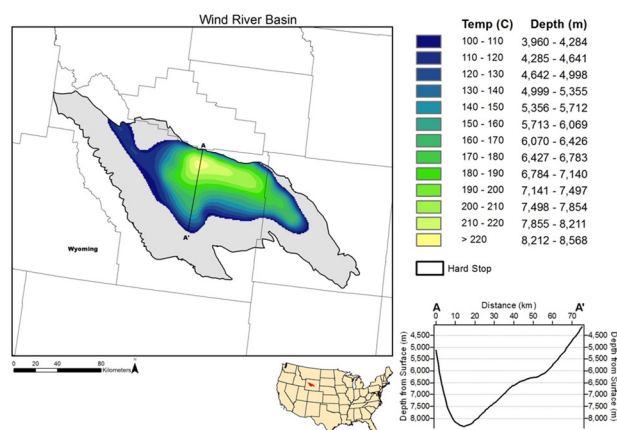 Wind River Basin
A
A'
Wyoming
0 20 40 80
Kilometers
N
Temp (C) Depth (m)
100 - 110 3,960 - 4,284
110 - 120 4,285 - 4,641
120 - 130 4,642 - 4,998
130 - 140 4,999 - 5,355
140 - 150 5,356 - 5,712
150 - 160 5,713 - 6,069
160 - 170 6,070 - 6,426
170 - 180 6,427 - 6,783
180 - 190 6,784 - 7,140
190 - 200 7,141 - 7,497
200 - 210 7,498 - 7,854
210 - 220 7,855 - 8,211
> 220 8,212 - 8,568
Hard Stop
A Distance (km) A'
0 10 20 30 40 50 60 70
4,500 4,500
5,000 5,000
5,500 5,500
6,000 6,000
6,500 6,500
7,000 7,000
7,500 7,500
8,000 8,000
Depth from Surface (m)
Depth from Surface (m)